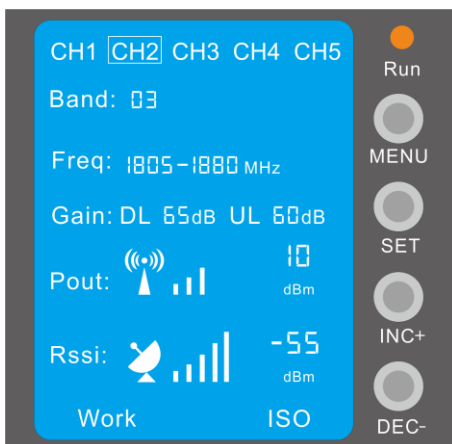 CH1 CH2 CH3 CH4 CH5
Run
Band: 03
MENU
Freq: 1805-1880 MHz
Gain: DL 65dB UL 60dB
SET
Pout: 10 dBm
INC+
Rssi: -55 dBm
Work ISO
DEC-